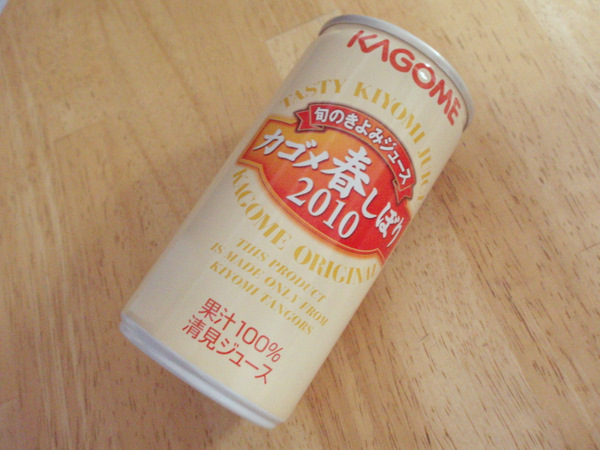 KAGOME
TASTY KIYOMI
旬のきよみジュース
カゴメ春しぼり
2010
KAGOME ORIGINAL
THIS PRODUCT
IS MADE ONLY FROM
KIYOMI TANGORS
果汁100%
清見ジュース